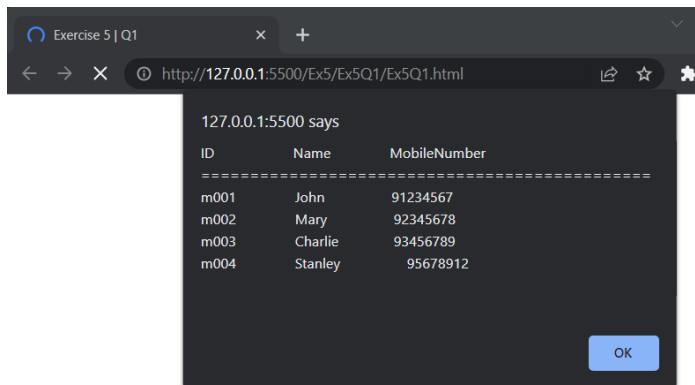 Exercise 5 | Q1
http://127.0.0.1:5500/Ex5/Ex5Q1/Ex5Q1.html
127.0.0.1:5500 says
ID Name MobileNumber
==============================================
m001 John 91234567
m002 Mary 92345678
m003 Charlie 93456789
m004 Stanley 95678912
OK